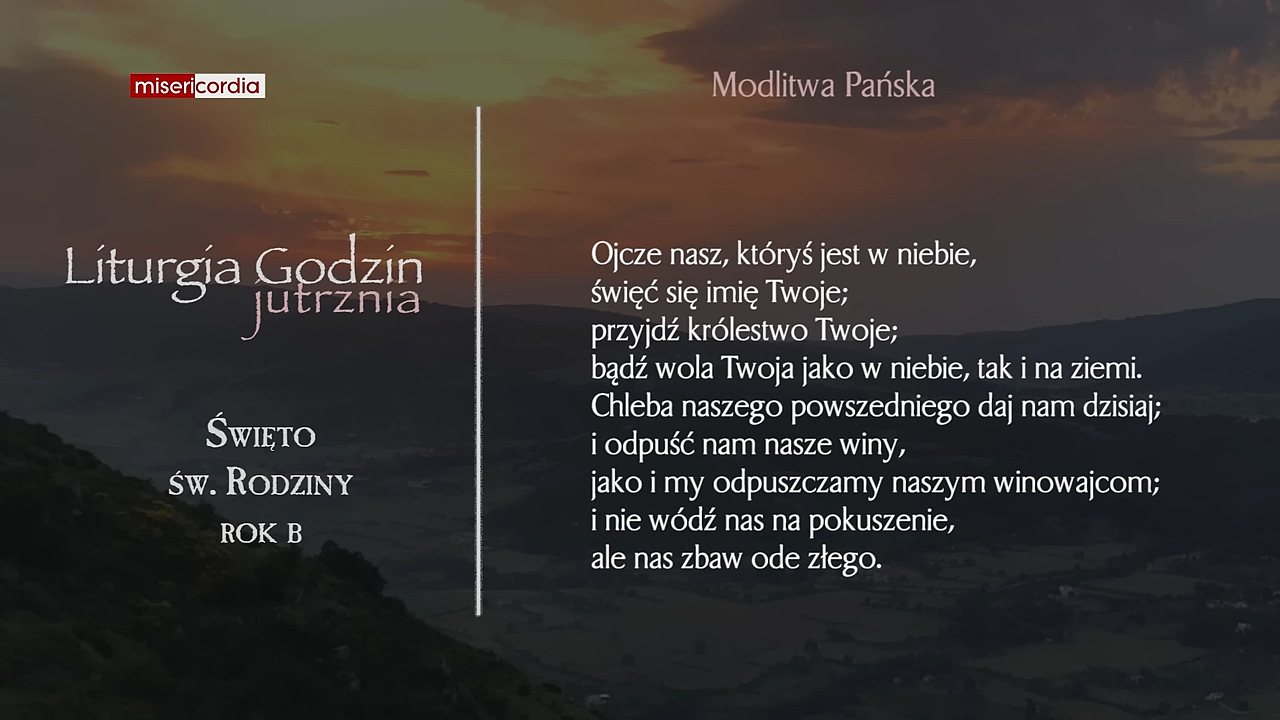 misericordia
Liturgia Godzin
jutrznia
Święto
św. Rodziny
rok B
Modlitwa Pańska
Ojcze nasz, któryś jest w niebie,
święć się imię Twoje;
przyjdź królestwo Twoje;
bądź wola Twoja jako w niebie, tak i na ziemi.
Chleba naszego powszedniego daj nam dzisiaj;
i odpuść nam nasze winy,
jako i my odpuszczamy naszym winowajcom;
i nie wódź nas na pokuszenie,
ale nas zbaw ode złego.